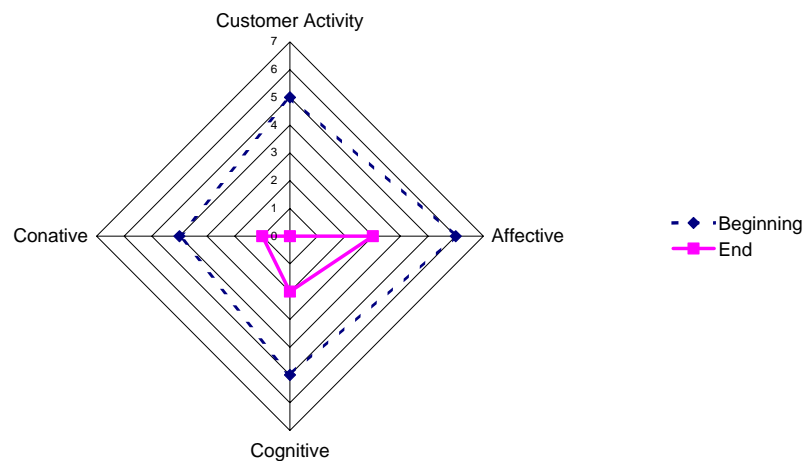 Customer Activity
7
6
5
4
3
2
1
0
Conative
Affective
Cognitive
Beginning
End